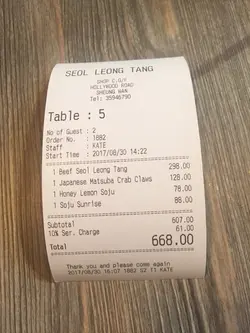 SEOL LEONG TANG
SHOP C,G/F
HOLLYWOOD ROAD
SHEUNG WAN
Tel: 35946790
Table : 5
No of Guest : 2
Order No. : 1882
Staff : KATE
Start Time : 2017/08/30 14:22
1 Beef Seol Leong Tang 298.00
1 Japanese Matsuba Crab Claws 128.00
1 Honey Lemon Soju 78.00
1 Soju Sunrise
Subtotal 607.00
10% Ser. Charge 61.00
Total 668.00
Thank you and please come again
2017/08/30 16:07 1882 02 11 KATE